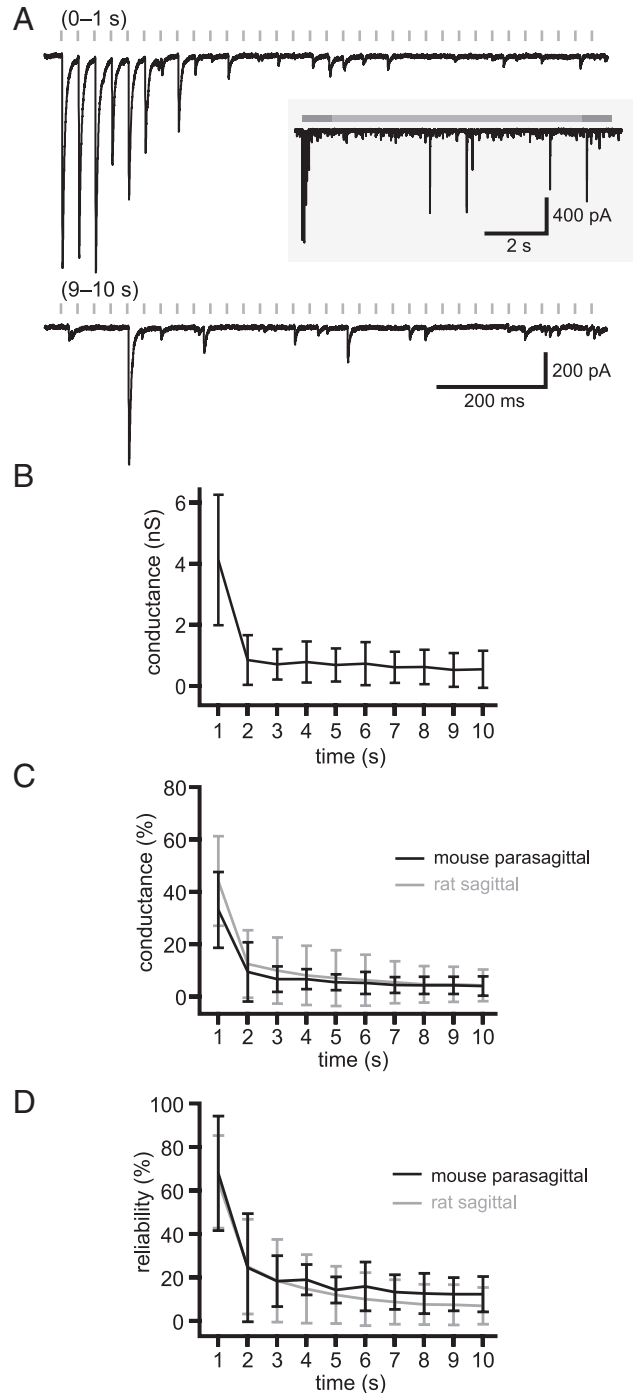 A
(0–1 s)
400 pA
2 s
(9–10 s)
200 pA
200 ms
B
conductance (nS)
6
4
2
0
1 2 3 4 5 6 7 8 9 10
time (s)
C
conductance (%)
80
60
40
20
0
mouse parasagittal
rat sagittal
1 2 3 4 5 6 7 8 9 10
time (s)
D
reliability (%)
100
80
60
40
20
0
mouse parasagittal
rat sagittal
1 2 3 4 5 6 7 8 9 10
time (s)